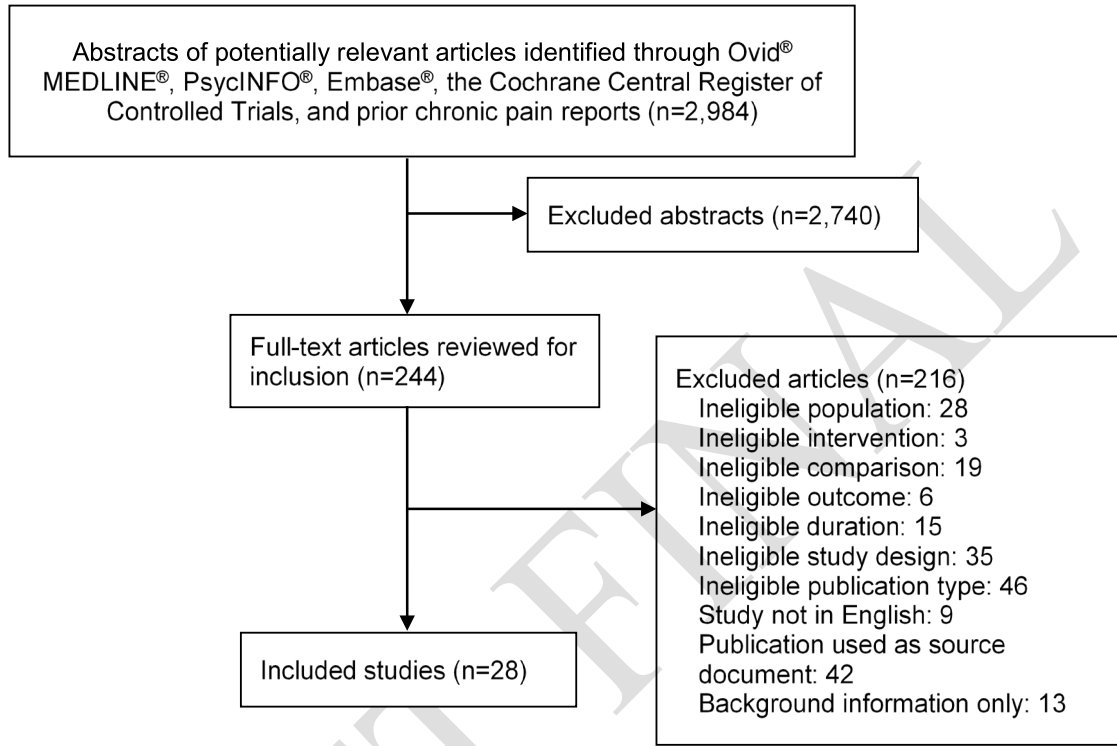 Abstracts of potentially relevant articles identified through Ovid®
MEDLINE®, PsycINFO®, Embase®, the Cochrane Central Register of
Controlled Trials, and prior chronic pain reports (n=2,984)
Excluded abstracts (n=2,740)
Full-text articles reviewed for
inclusion (n=244)
Excluded articles (n=216)
Ineligible population: 28
Ineligible intervention: 3
Ineligible comparison: 19
Ineligible outcome: 6
Ineligible duration: 15
Ineligible study design: 35
Ineligible publication type: 46
Study not in English: 9
Publication used as source
document: 42
Background information only: 13
Included studies (n=28)
FINAL